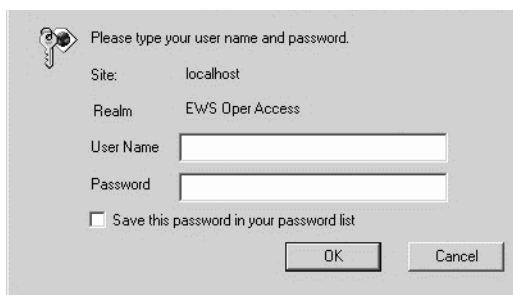 Please type your user name and password.
Site: localhost
Realm EWS Oper Access
User Name
Password
Save this password in your password list
OK Cancel